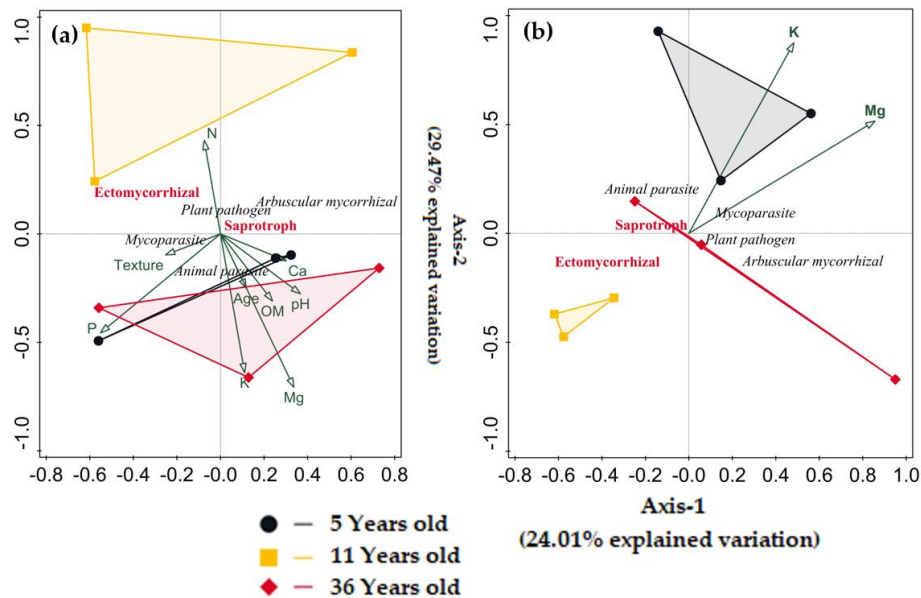 (a)
1.0
0.5
0.0
-0.5
-1.0
N
Ectomycorrhizal
Arbuscular mycorrhizal
Plant pathogen
Saprotroph
Mycoparasite
Texture
Animal parasite
Ca
Age
pH
OM
P
K
Mg
-0.8 -0.6 -0.4 -0.2 -0.0 0.2 0.4 0.6 0.8
Axis-2
(29.47% explained variation)
(b)
1.0
0.5
0.0
-0.5
-1.0
K
Mg
Animal parasite
Mycoparasite
Saprotroph
Plant pathogen
Ectomycorrhizal
Arbuscular mycorrhizal
-0.8 -0.6 -0.4 -0.2 -0.0 0.2 0.4 0.6 0.8 1.0
Axis-1
(24.01% explained variation)
5 Years old
11 Years old
36 Years old